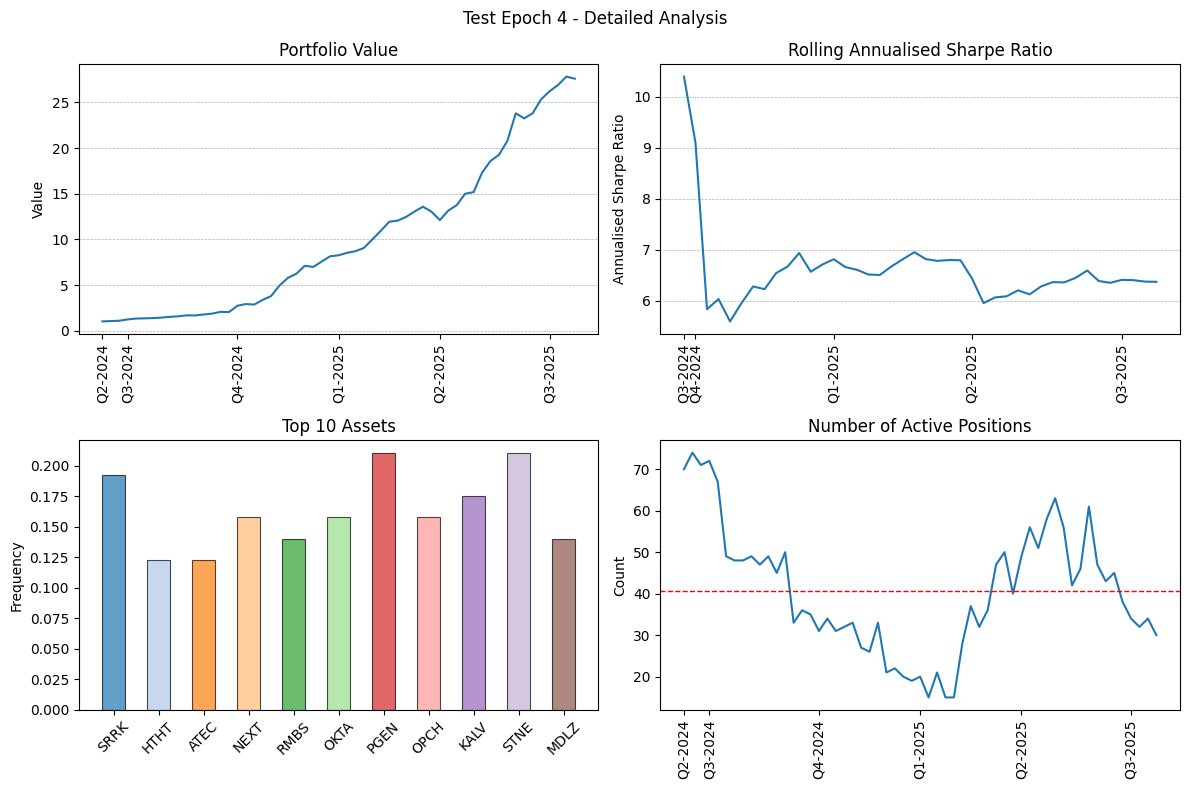 Test Epoch 4 - Detailed Analysis
Portfolio Value
Value
25
20
15
10
5
0
Q2-2024
Q3-2024
Q4-2024
Q1-2025
Q2-2025
Q3-2025
Rolling Annualised Sharpe Ratio
Annualised Sharpe Ratio
10
9
8
7
6
Q3-2024
Q4-2024
Q1-2025
Q2-2025
Q3-2025
Top 10 Assets
Frequency
0.200
0.175
0.150
0.125
0.100
0.075
0.050
0.025
0.000
SRRK
HTHT
ATEC
NEXT
RMBS
OKTA
PGEN
OPCH
KALV
STNE
MDLZ
Number of Active Positions
Count
70
60
50
40
30
20
Q2-2024
Q3-2024
Q4-2024
Q1-2025
Q2-2025
Q3-2025